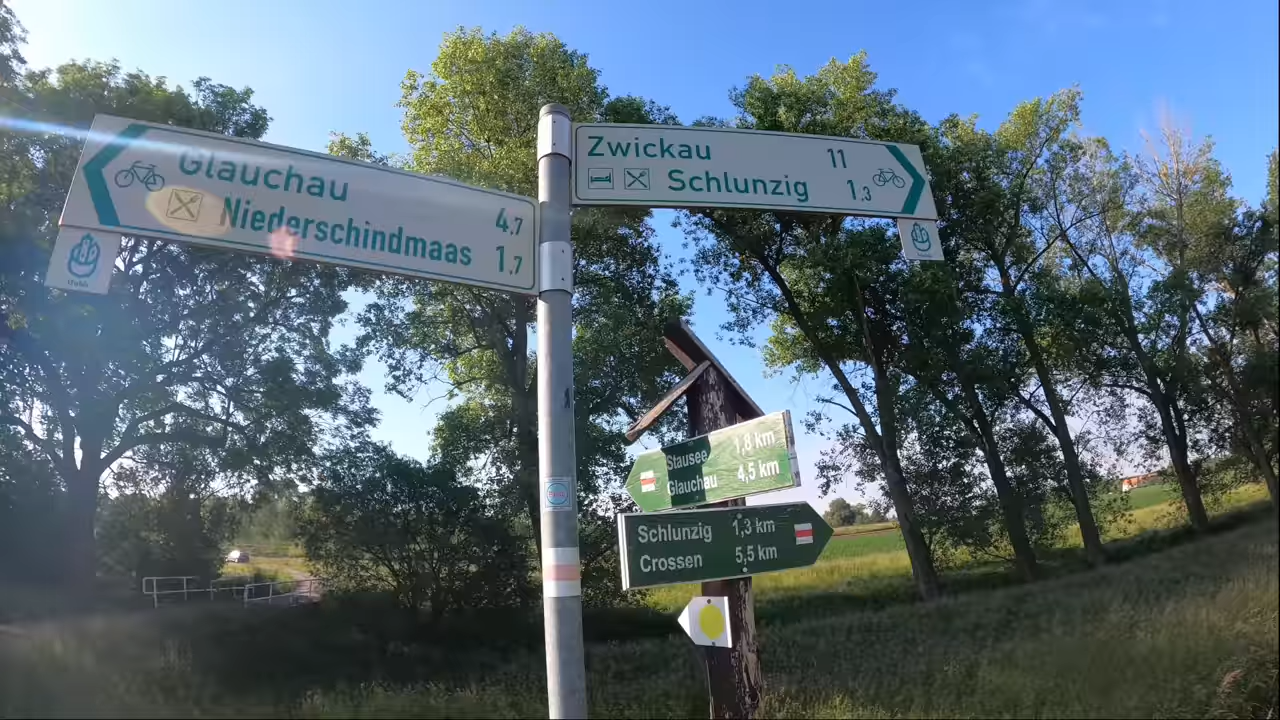 Glauchau 4,7
Niederschindmaas 1,7
Zwickau 11
Schlunzig 1,3
Stausee 1,8 km
Glauchau 4,5 km
Schlunzig 1,3 km
Crossen 5,5 km